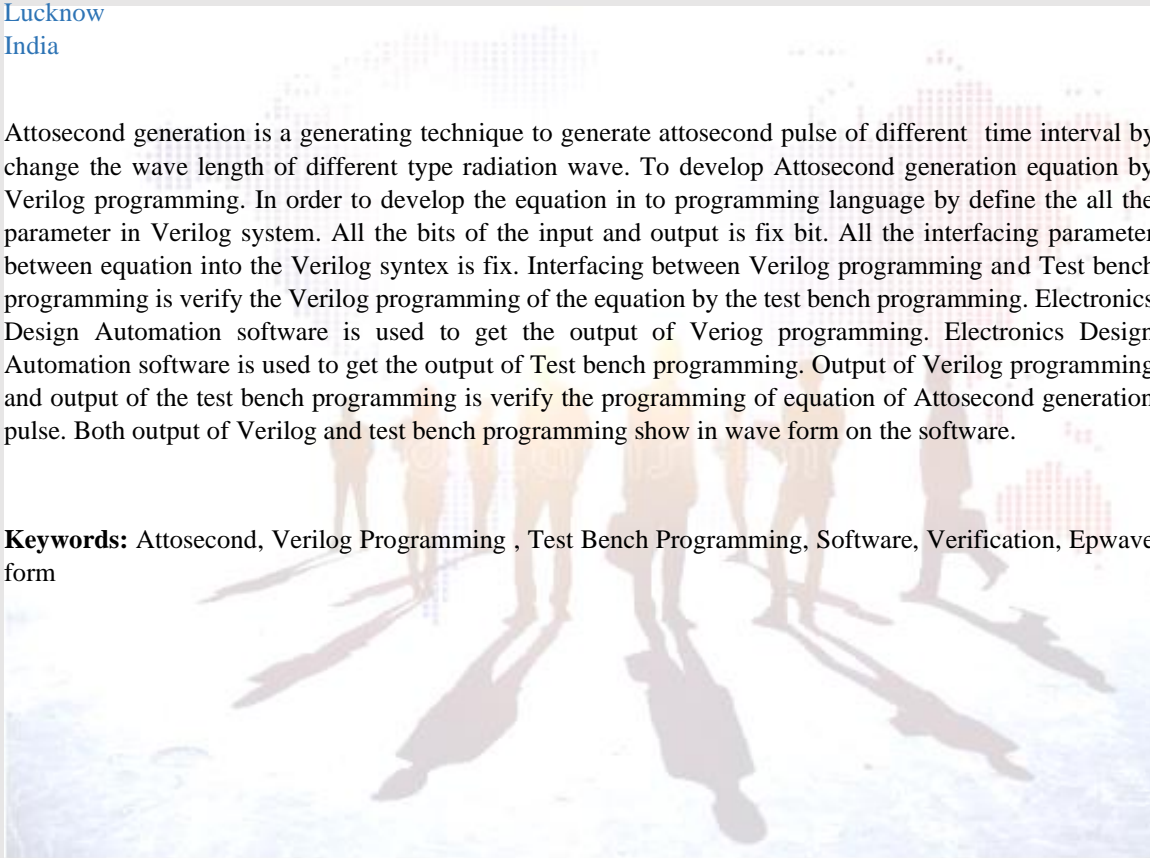 Lucknow
India
Attosecond generation is a generating technique to generate attosecond pulse of different time interval by
change the wave length of different type radiation wave. To develop Attosecond generation equation by
Verilog programming. In order to develop the equation in to programming language by define the all the
parameter in Verilog system. All the bits of the input and output is fix bit. All the interfacing parameter
between equation into the Verilog syntex is fix. Interfacing between Verilog programming and Test bench
programming is verify the Verilog programming of the equation by the test bench programming. Electronics
Design Automation software is used to get the output of Veriog programming. Electronics Design
Automation software is used to get the output of Test bench programming. Output of Verilog programming
and output of the test bench programming is verify the programming of equation of Attosecond generation
pulse. Both output of Verilog and test bench programming show in wave form on the software.
Keywords: Attosecond, Verilog Programming , Test Bench Programming, Software, Verification, Epwave
form